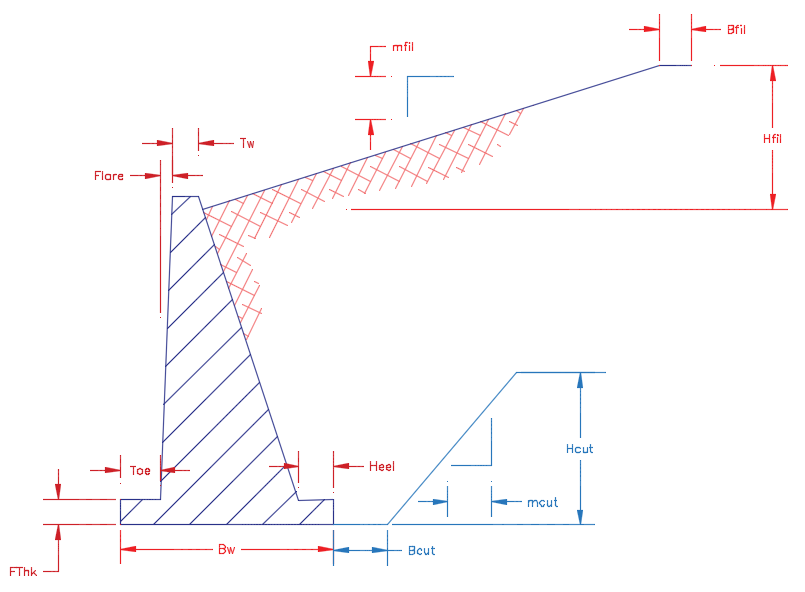 Bfil
mfil
Hfil
Tw
Flare
Hcut
Toe
Heel
mcut
Bw
Bcut
FThk